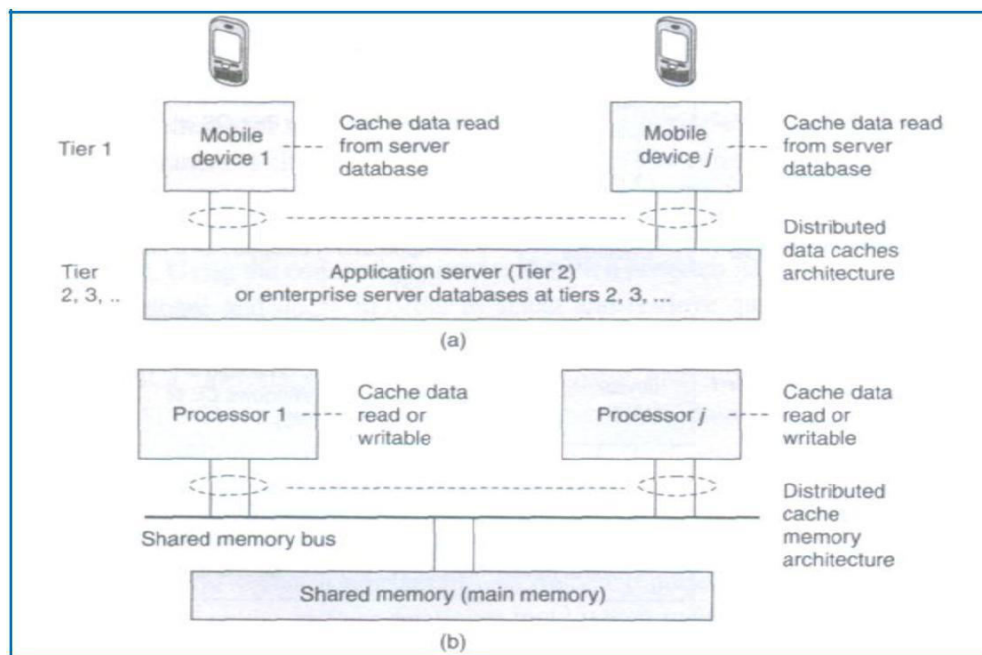 Tier 1
Mobile
device 1
Cache data read
from server
database
Mobile
device j
Cache data read
from server
database
Distributed
data caches
architecture
Tier
2, 3, ..
Application server (Tier 2)
or enterprise server databases at tiers 2, 3, ...
(a)
Processor 1
Cache data
read or
writable
Processor j
Cache data
read or
writable
Distributed
cache
memory
architecture
Shared memory bus
Shared memory (main memory)
(b)